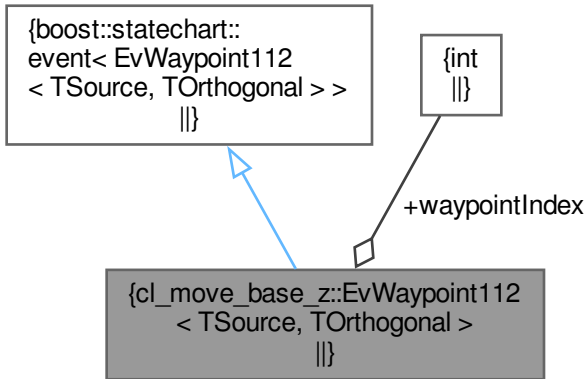 {boost::statechart::
event< EvWaypoint112
< TSource, TOrthogonal > >
||}
{int
||}
+waypointIndex
{cl_move_base_z::EvWaypoint112
< TSource, TOrthogonal >
||}